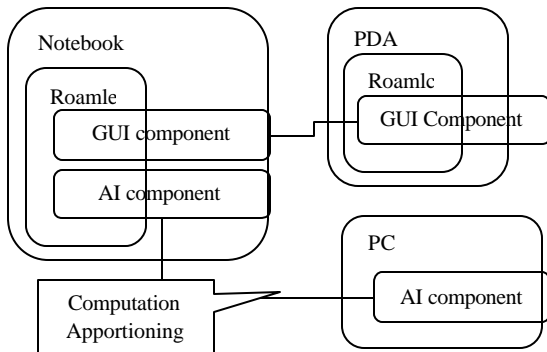 Notebook
Roamle
GUI component
AI component
Computation
Apportioning
PDA
Roamlc
GUI Component
PC
AI component